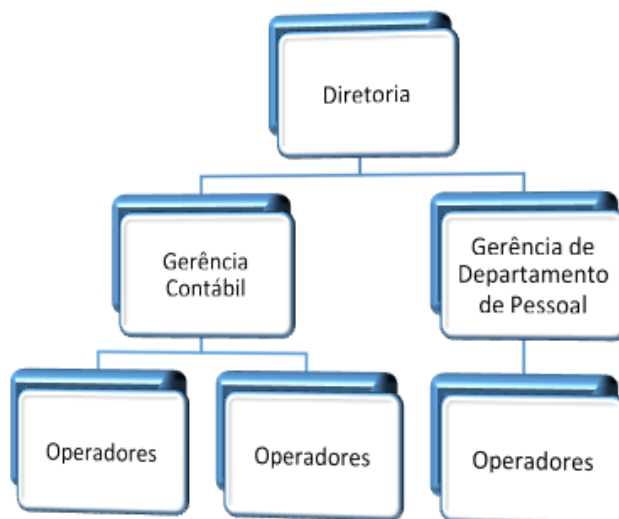 Diretoria
Gerência
Contábil
Gerência de
Departamento
de Pessoal
Operadores
Operadores
Operadores